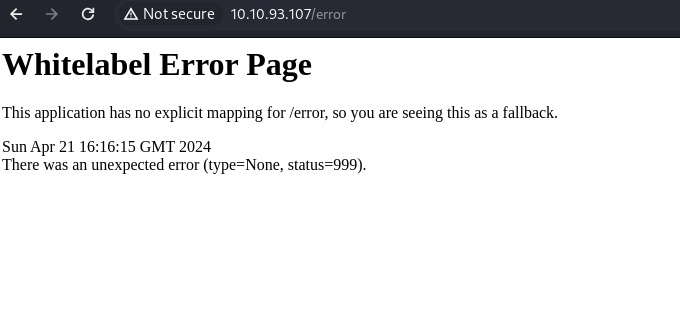 Not secure 10.10.93.107/error
Whitelabel Error Page
This application has no explicit mapping for /error, so you are seeing this as a fallback.
Sun Apr 21 16:16:15 GMT 2024
There was an unexpected error (type=None, status=999).